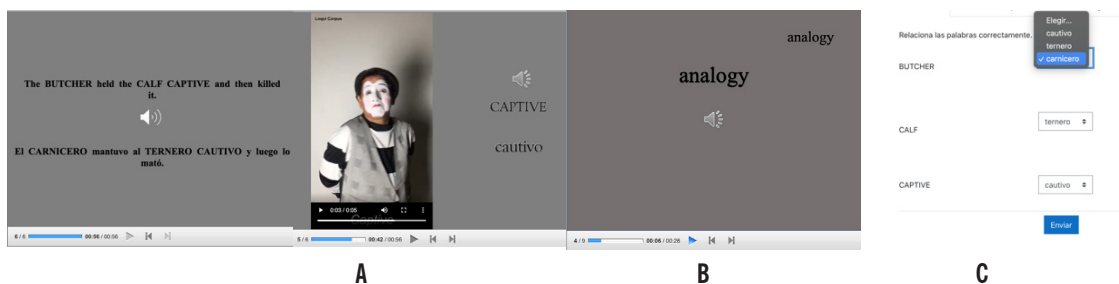 The BUTCHER held the CALF CAPTIVE and then killed
it.
El CARNICERO mantuvo al TERNERO CAUTIVO y luego lo
mató.
6 / 6
00:56 / 00:56
Luqui Corpus
CAPTIVE
cautivo
0:03 / 0:05
Cautivo
5 / 6
00:42 / 00:56
analogy
analogy
4 / 9
00:06 / 00:26
Relaciona las palabras correctamente.
Elegir...
cautivo
ternero
✓ carnicero
BUTCHER
CALF
ternero
CAPTIVE
cautivo
Enviar
A
B
C